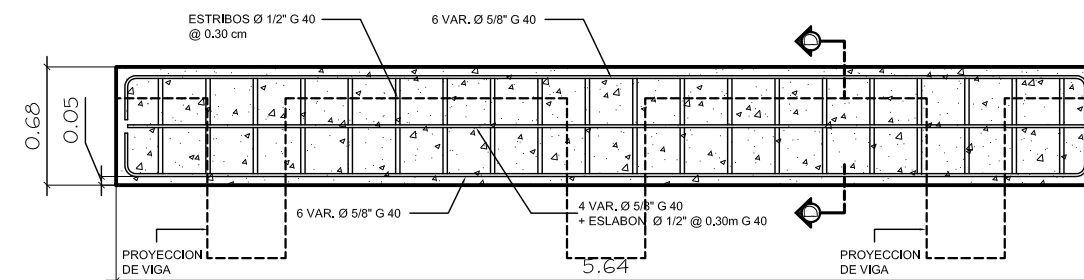 ESTRIBOS Ø 1/2" G 40
@ 0.30 cm
6 VAR. Ø 5/8" G 40
D
0.68
0.05
6 VAR. Ø 5/8" G 40
4 VAR. Ø 5/8" G 40
+ ESLABON Ø 1/2" @ 0.30m G 40
D
PROYECCION
DE VIGA
5.64
PROYECCION
DE VIGA